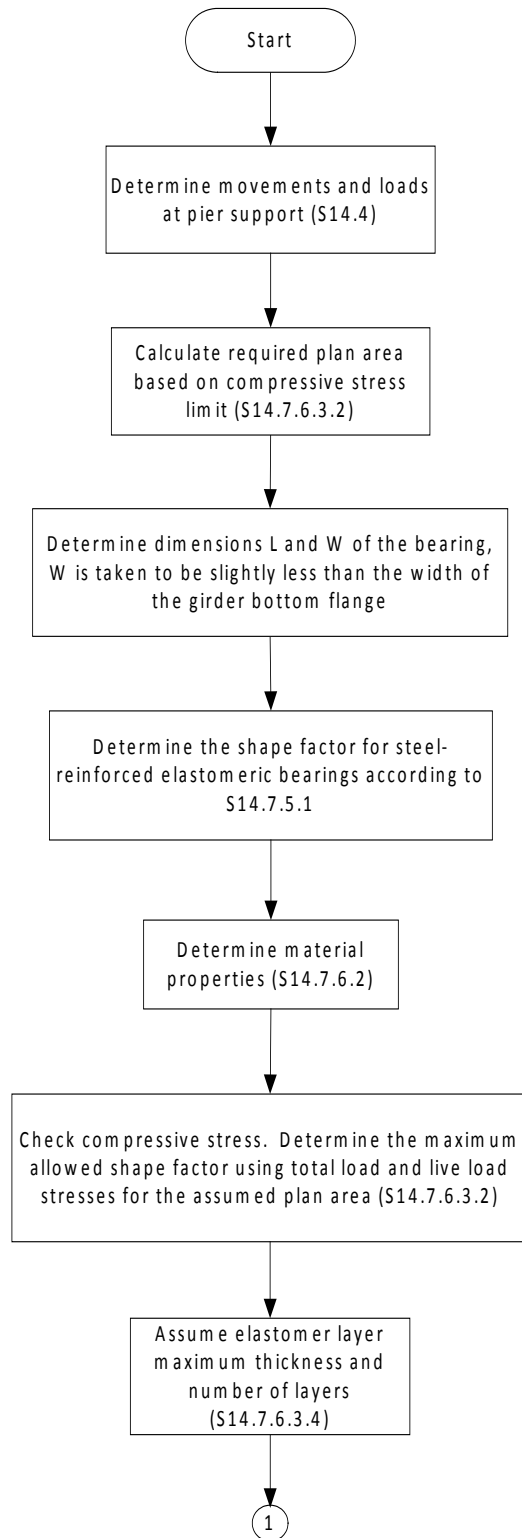 Start
Determine movements and loads
at pier support (S14.4)
Calculate required plan area
based on compressive stress
limit (S14.7.6.3.2)
Determine dimensions L and W of the bearing,
W is taken to be slightly less than the width of
the girder bottom flange
Determine the shape factor for steel-
reinforced elastomeric bearings according to
S14.7.5.1
Determine material
properties (S14.7.6.2)
Check compressive stress. Determine the maximum
allowed shape factor using total load and live load
stresses for the assumed plan area (S14.7.6.3.2)
Assume elastomer layer
maximum thickness and
number of layers
(S14.7.6.3.4)
1